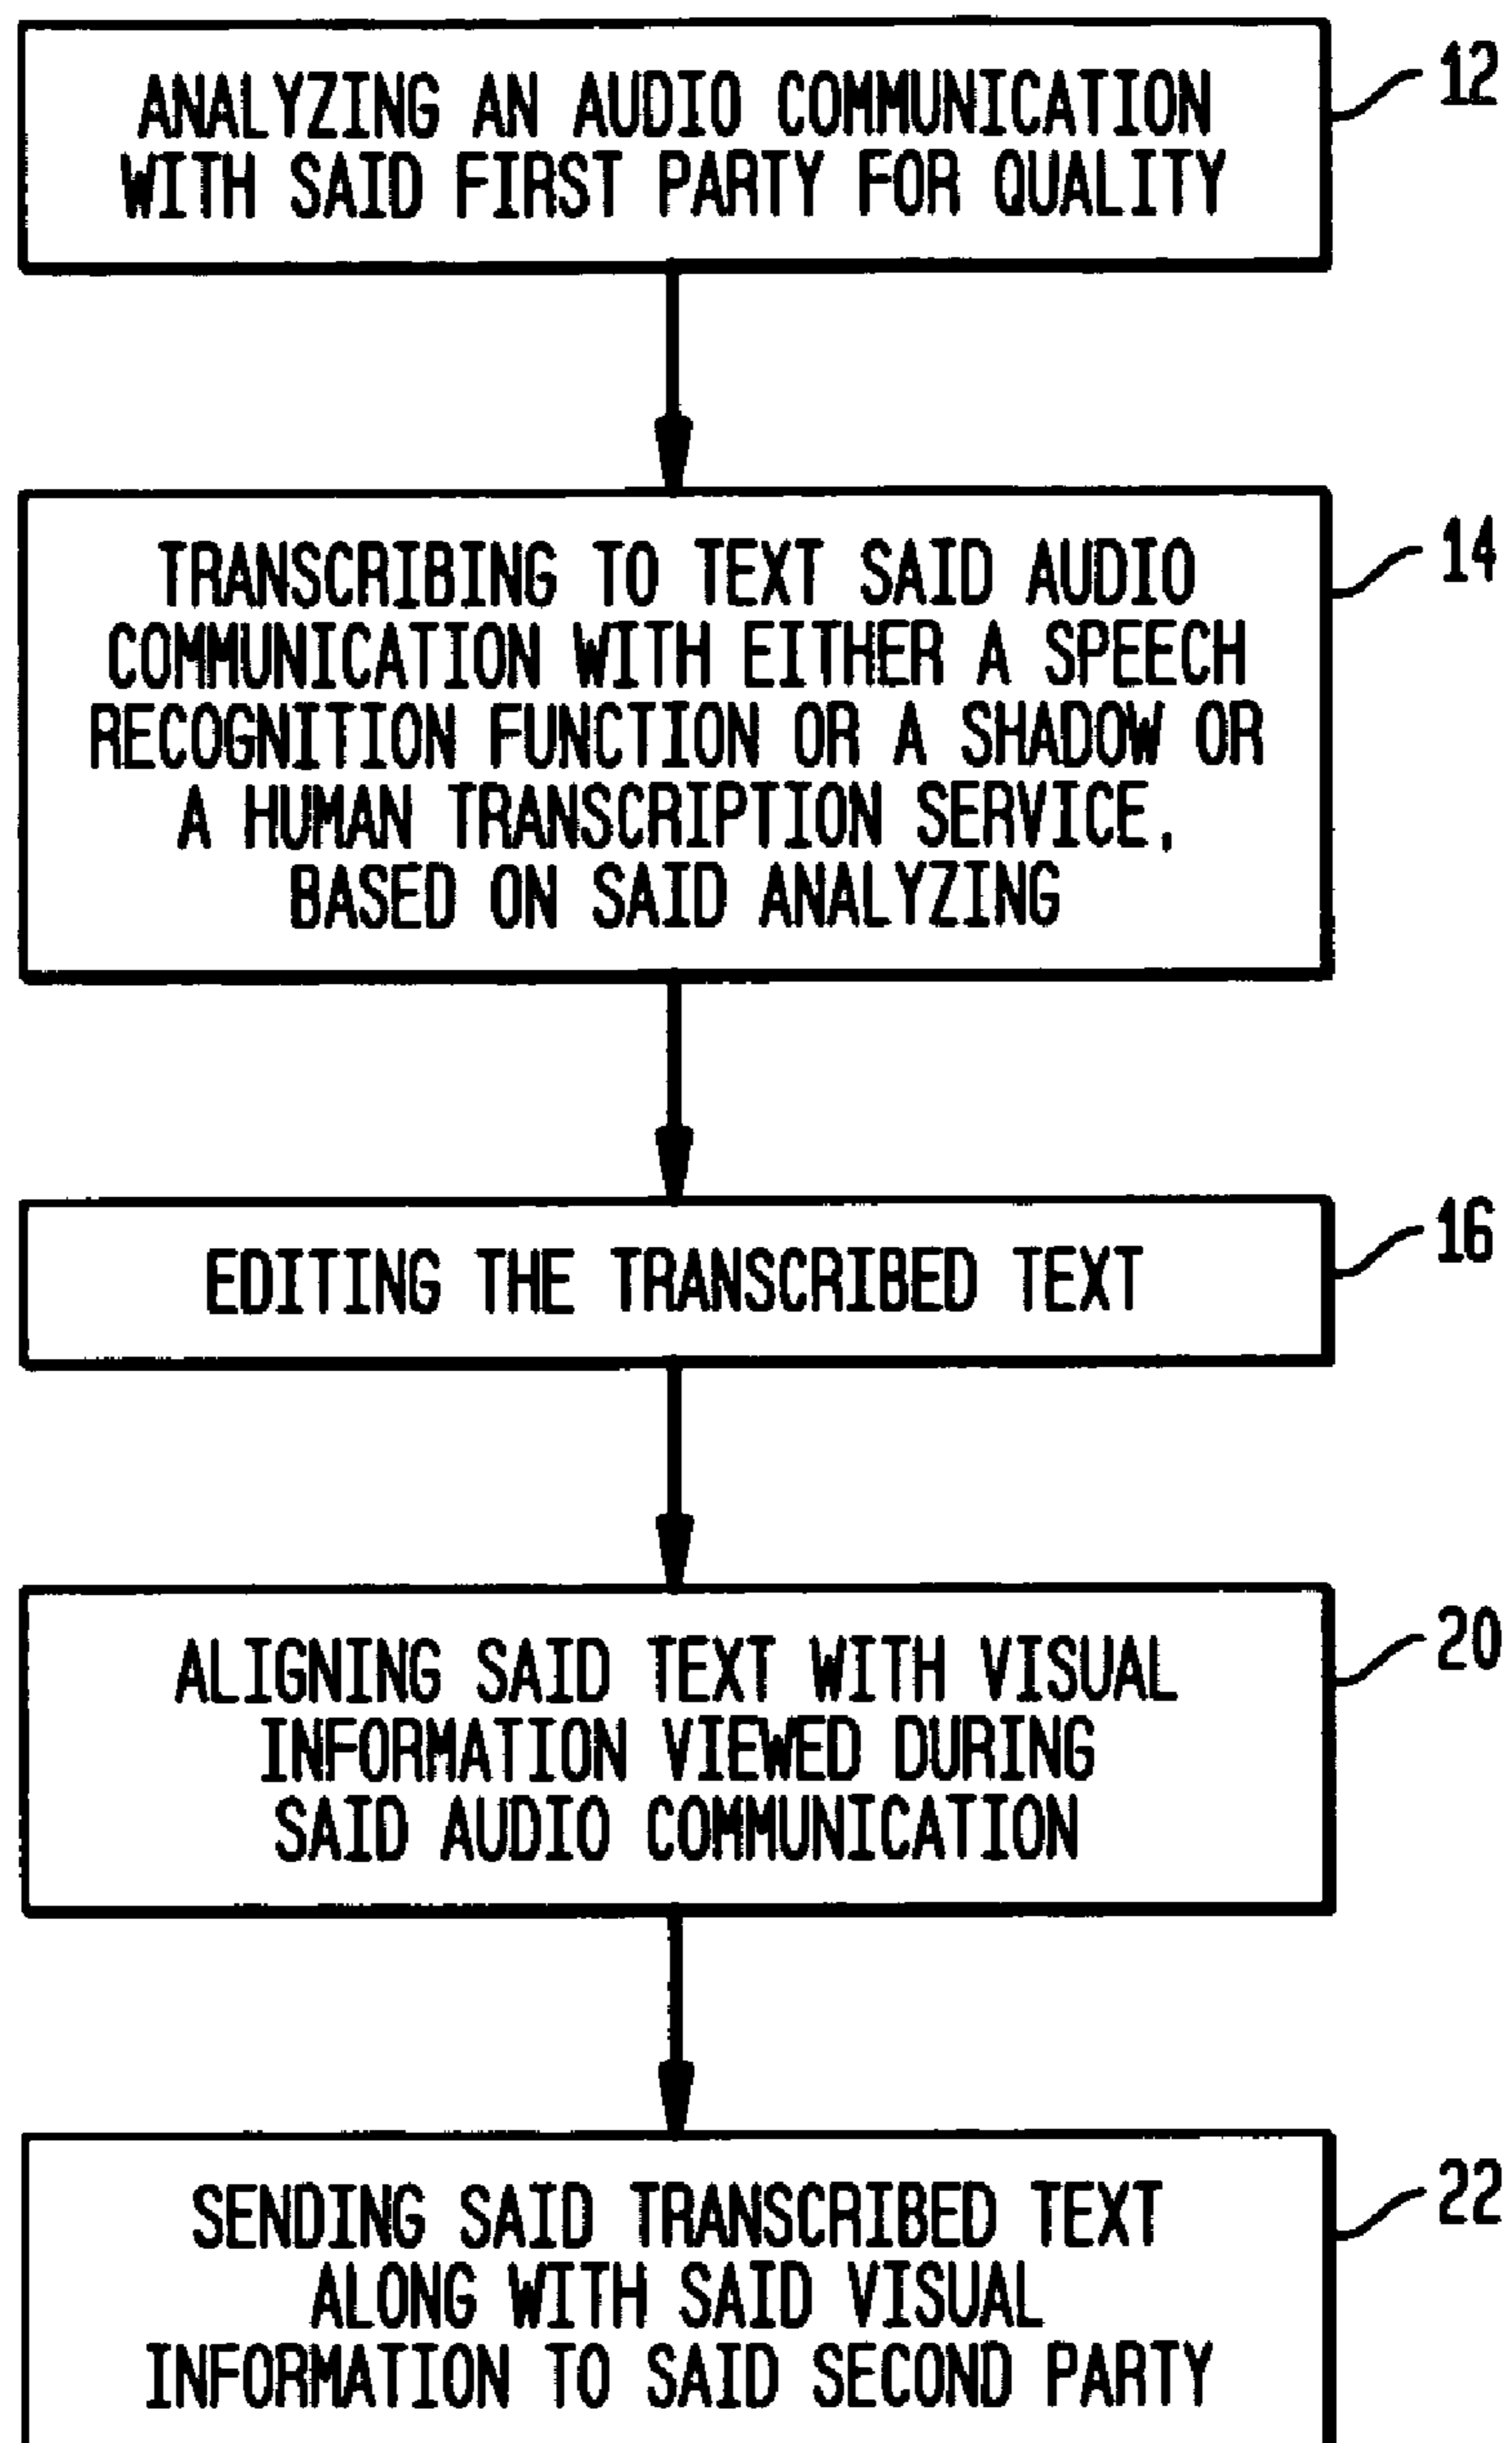 ANALYZING AN AUDIO COMMUNICATION
WITH SAID FIRST PARTY FOR QUALITY
12
TRANSCRIBING TO TEXT SAID AUDIO
COMMUNICATION WITH EITHER A SPEECH
RECOGNITION FUNCTION OR A SHADOW OR
A HUMAN TRANSCRIPTION SERVICE,
BASED ON SAID ANALYZING
14
EDITING THE TRANSCRIBED TEXT
16
ALIGNING SAID TEXT WITH VISUAL
INFORMATION VIEWED DURING
SAID AUDIO COMMUNICATION
20
SENDING SAID TRANSCRIBED TEXT
ALONG WITH SAID VISUAL
INFORMATION TO SAID SECOND PARTY
22